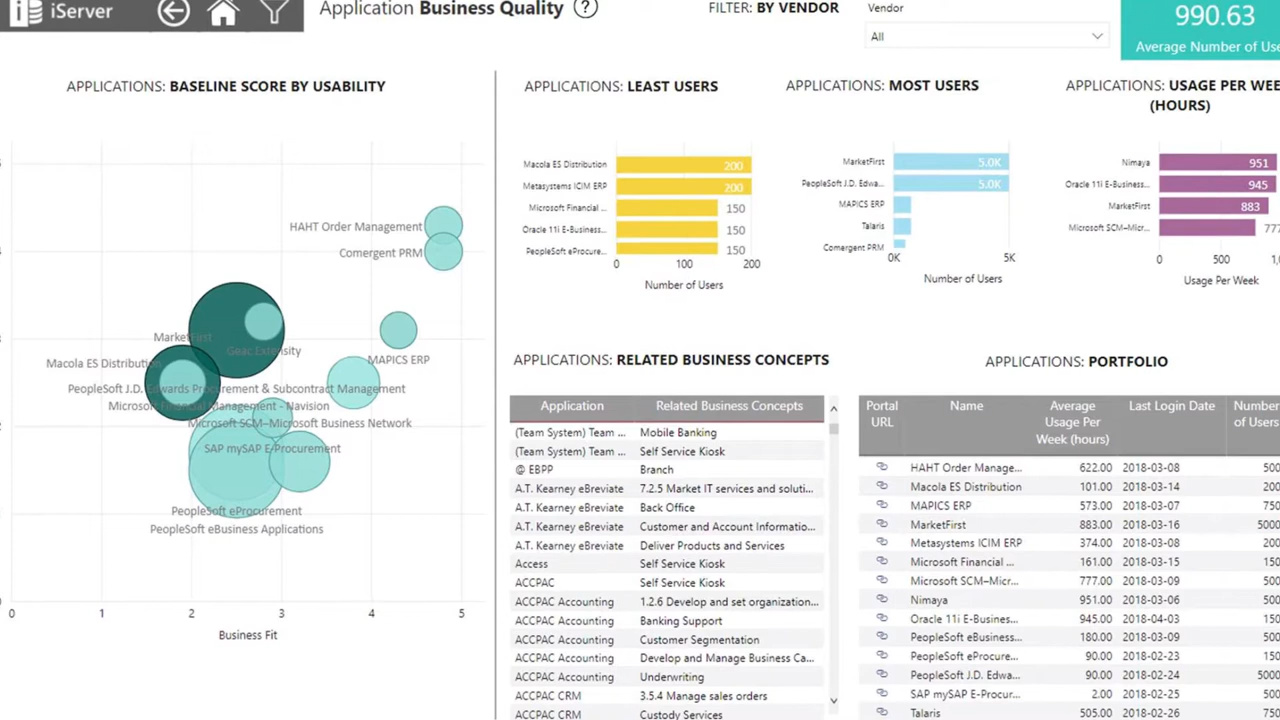 iServer
Application Business Quality ?
FILTER: BY VENDOR
Vendor
All
990.63
Average Number of Use
APPLICATIONS: BASELINE SCORE BY USABILITY
HAHT Order Management
Comergent PRM
MarketFirst
Geac Extensity
MAPICS ERP
Macola ES Distribution
PeopleSoft J.D. Edwards Procurement & Subcontract Management
Microsoft Financial Management - Navision
Microsoft SCM–Microsoft Business Network
SAP mySAP E-Procurement
PeopleSoft eProcurement
PeopleSoft eBusiness Applications
0 1 2 3 4 5
Business Fit
APPLICATIONS: LEAST USERS
Macola ES Distribution 200
Metasystems ICIM ERP 200
Microsoft Financial ... 150
Oracle 11i E-Business... 150
PeopleSoft eProcure... 150
0 100 200
Number of Users
APPLICATIONS: MOST USERS
MarketFirst 5.0K
PeopleSoft J.D. Edwa... 5.0K
MAPICS ERP
Talaris
Comergent PRM
0K 5K
Number of Users
APPLICATIONS: USAGE PER WEE
(HOURS)
Nimaya 951
Oracle 11i E-Business... 945
MarketFirst 883
Microsoft SCM–Micr... 777
0 500 1,0
Usage Per Week
APPLICATIONS: RELATED BUSINESS CONCEPTS
Application Related Business Concepts
(Team System) Team ... Mobile Banking
(Team System) Team ... Self Service Kiosk
@ EBPP Branch
A.T. Kearney eBreviate 7.2.5 Market IT services and soluti...
A.T. Kearney eBreviate Back Office
A.T. Kearney eBreviate Customer and Account Informatio...
A.T. Kearney eBreviate Deliver Products and Services
Access Self Service Kiosk
ACCPAC Self Service Kiosk
ACCPAC Accounting 1.2.6 Develop and set organization...
ACCPAC Accounting Banking Support
ACCPAC Accounting Customer Segmentation
ACCPAC Accounting Develop and Manage Business Ca...
ACCPAC Accounting Underwriting
ACCPAC CRM 3.5.4 Manage sales orders
ACCPAC CRM Custody Services
APPLICATIONS: PORTFOLIO
Portal URL Name Average Usage Per Week (hours) Last Login Date Number of Users
HAHT Order Manage... 622.00 2018-03-08 500
Macola ES Distribution 101.00 2018-03-14 200
MAPICS ERP 573.00 2018-03-07 750
MarketFirst 883.00 2018-03-16 5000
Metasystems ICIM ERP 374.00 2018-03-08 200
Microsoft Financial ... 161.00 2018-03-15 150
Microsoft SCM–Micr... 777.00 2018-03-09 500
Nimaya 951.00 2018-03-06 500
Oracle 11i E-Busines... 945.00 2018-04-03 150
PeopleSoft eBusiness... 180.00 2018-03-09 500
PeopleSoft eProcure... 90.00 2018-02-23 150
PeopleSoft J.D. Edwa... 90.00 2018-02-24 5000
SAP mySAP E-Procur... 2.00 2018-02-25 500
Talaris 505.00 2018-02-26 750